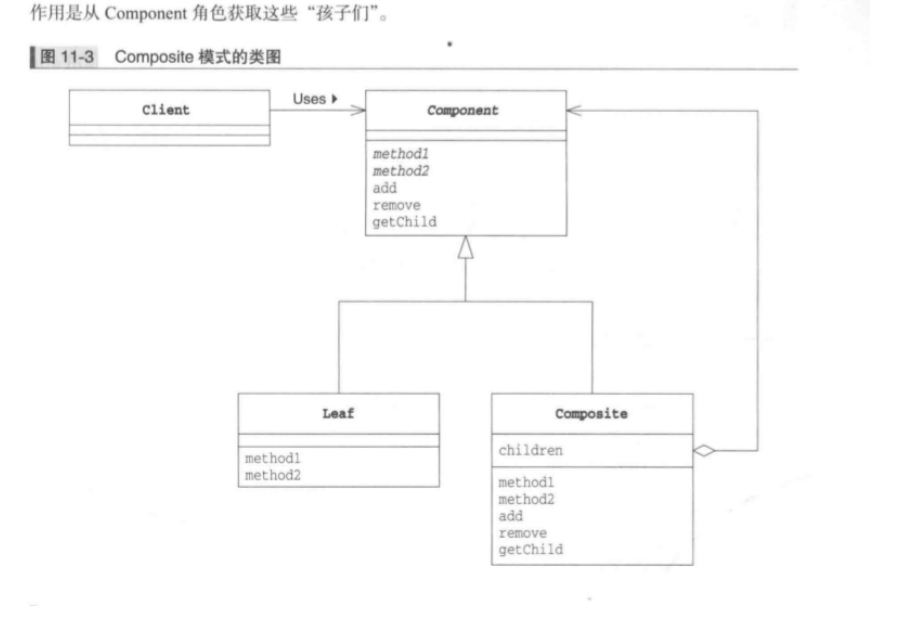 作用是从 Component 角色获取这些“孩子们”。
图 11-3 Composite 模式的类图
Client
Uses
Component
method1
method2
add
remove
getChild
Leaf
method1
method2
Composite
children
method1
method2
add
remove
getChild